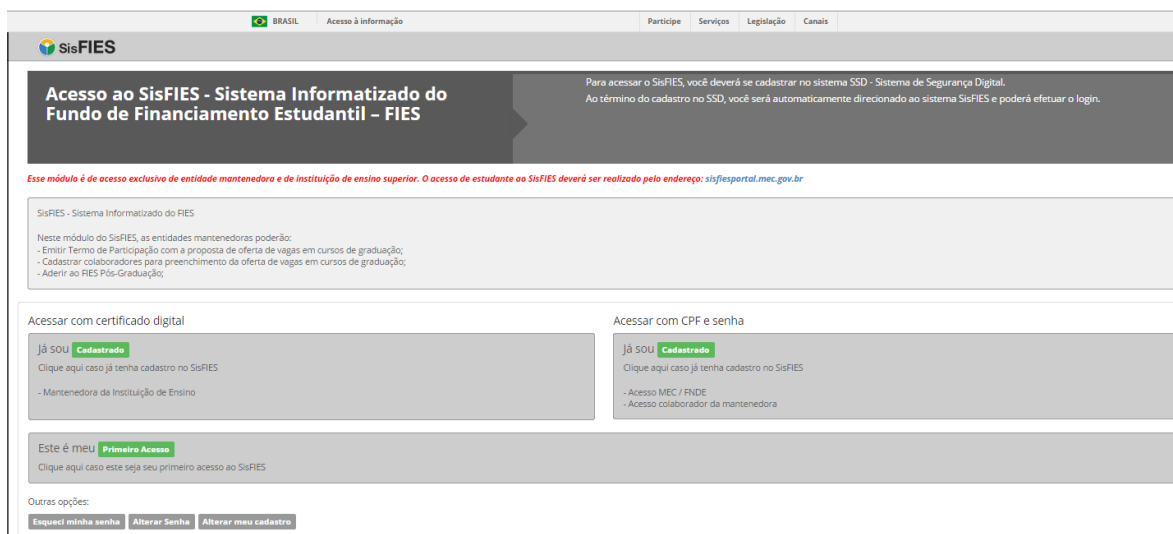 BRASIL Acesso à informação Participe Serviços Legislação Canais
SisFIES
Acesso ao SisFIES - Sistema Informatizado do
Fundo de Financiamento Estudantil – FIES
Para acessar o SisFIES, você deverá se cadastrar no sistema SSD - Sistema de Segurança Digital.
Ao término do cadastro no SSD, você será automaticamente direcionado ao sistema SisFIES e poderá efetuar o login.
Esse módulo é de acesso exclusivo de entidade mantenedora e de instituição de ensino superior. O acesso de estudante ao SisFIES deverá ser realizado pelo endereço: sisfiesportal.mec.gov.br
SisFIES - Sistema Informatizado do FIES
Neste módulo do SisFIES, as entidades mantenedoras poderão:
- Emitir Termo de Participação com a proposta de oferta de vagas em cursos de graduação;
- Cadastrar colaboradores para preenchimento da oferta de vagas em cursos de graduação;
- Aderir ao FIES Pós-Graduação;
Acessar com certificado digital
Já sou Cadastrado
Clique aqui caso já tenha cadastro no SisFIES
- Mantenedora da Instituição de Ensino
Acessar com CPF e senha
Já sou Cadastrado
Clique aqui caso já tenha cadastro no SisFIES
- Acesso MEC / FNDE
- Acesso colaborador da mantenedora
Este é meu Primeiro Acesso
Clique aqui caso este seja seu primeiro acesso ao SisFIES
Outras opções:
Esqueci minha senha Alterar Senha Alterar meu cadastro